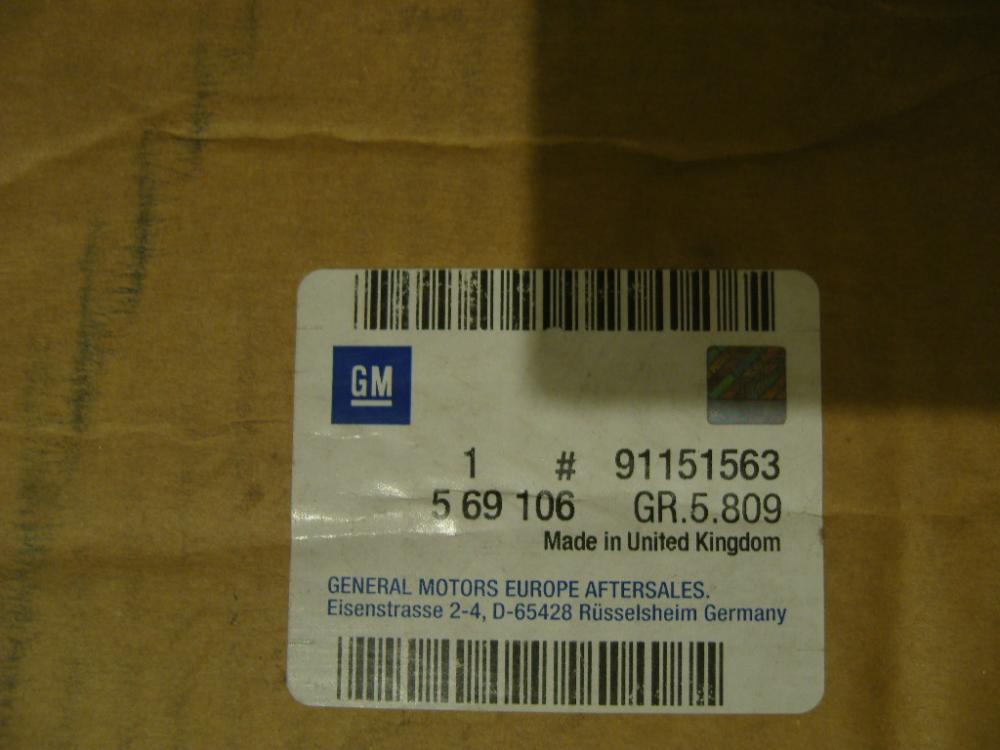 GM
1 # 91151563
5 69 106 GR.5.809
Made in United Kingdom
GENERAL MOTORS EUROPE AFTERSALES.
Eisenstrasse 2-4, D-65428 Rüsselsheim Germany